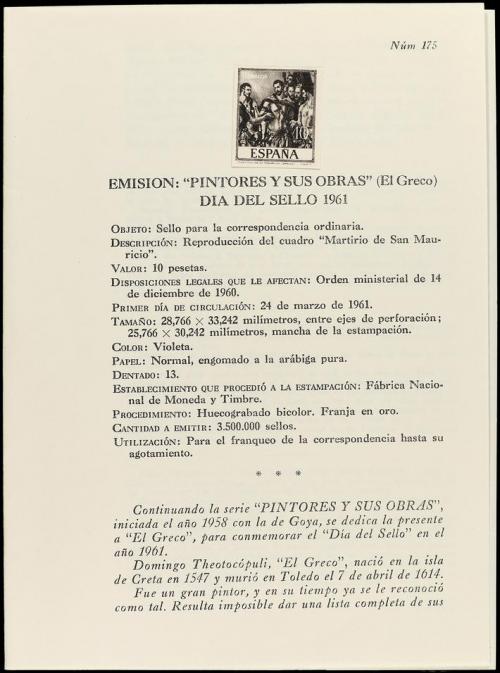 Núm 175
ESPAÑA
EMISION: “PINTORES Y SUS OBRAS” (El Greco)
DIA DEL SELLO 1961
OBJETO: Sello para la correspondencia ordinaria.
DESCRIPCIÓN: Reproducción del cuadro “Martirio de San Mau-
ricio”.
VALOR: 10 pesetas.
DISPOSICIONES LEGALES QUE LE AFECTAN: Orden ministerial de 14
de diciembre de 1960.
PRIMER DÍA DE CIRCULACIÓN: 24 de marzo de 1961.
TAMAÑO: 28,766 × 33,242 milímetros, entre ejes de perforación;
25,766 × 30,242 milímetros, mancha de la estampación.
COLOR: Violeta.
PAPEL: Normal, engomado a la arábiga pura.
DENTADO: 13.
ESTABLECIMIENTO QUE PROCEDIÓ A LA ESTAMPACIÓN: Fábrica Nacio-
nal de Moneda y Timbre.
PROCEDIMIENTO: Huecograbado bicolor. Franja en oro.
CANTIDAD A EMITIR: 3.500.000 sellos.
UTILIZACIÓN: Para el franqueo de la correspondencia hasta su
agotamiento.
* * *
Continuando la serie “PINTORES Y SUS OBRAS”,
iniciada el año 1958 con la de Goya, se dedica la presente
a “El Greco”, para conmemorar el “Día del Sello” en el
año 1961.
Domingo Theotocópuli, “El Greco”, nació en la isla
de Creta en 1547 y murió en Toledo el 7 de abril de 1614.
Fue un gran pintor, y en su tiempo ya se le reconoció
como tal. Resulta imposible dar una lista completa de sus